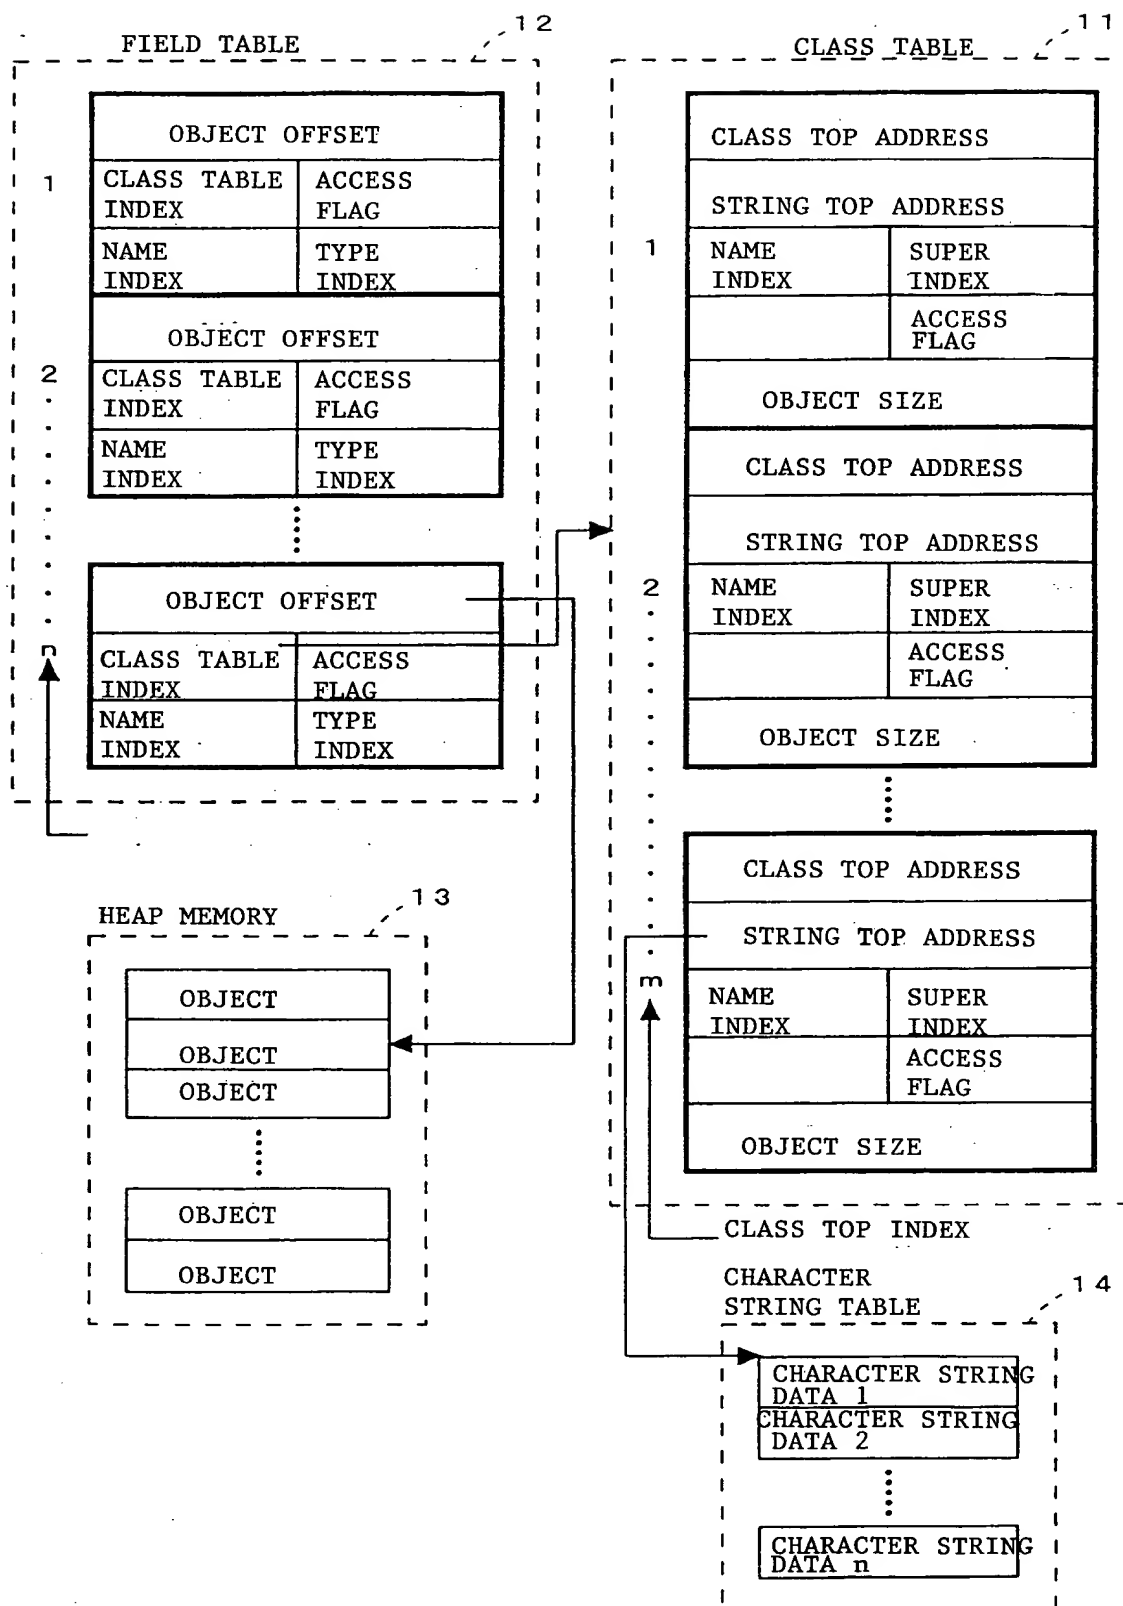 FIELD TABLE
12
1
OBJECT OFFSET
CLASS TABLE
INDEX
ACCESS
FLAG
NAME
INDEX
TYPE
INDEX
2
OBJECT OFFSET
CLASS TABLE
INDEX
ACCESS
FLAG
NAME
INDEX
TYPE
INDEX
n
OBJECT OFFSET
CLASS TABLE
INDEX
ACCESS
FLAG
NAME
INDEX
TYPE
INDEX
HEAP MEMORY
13
OBJECT
OBJECT
OBJECT
OBJECT
OBJECT
CLASS TABLE
11
1
CLASS TOP ADDRESS
STRING TOP ADDRESS
NAME
INDEX
SUPER
INDEX
ACCESS
FLAG
OBJECT SIZE
2
CLASS TOP ADDRESS
STRING TOP ADDRESS
NAME
INDEX
SUPER
INDEX
ACCESS
FLAG
OBJECT SIZE
m
CLASS TOP ADDRESS
STRING TOP ADDRESS
NAME
INDEX
SUPER
INDEX
ACCESS
FLAG
OBJECT SIZE
CLASS TOP INDEX
CHARACTER
STRING TABLE
14
CHARACTER STRING
DATA 1
CHARACTER STRING
DATA 2
CHARACTER STRING
DATA n